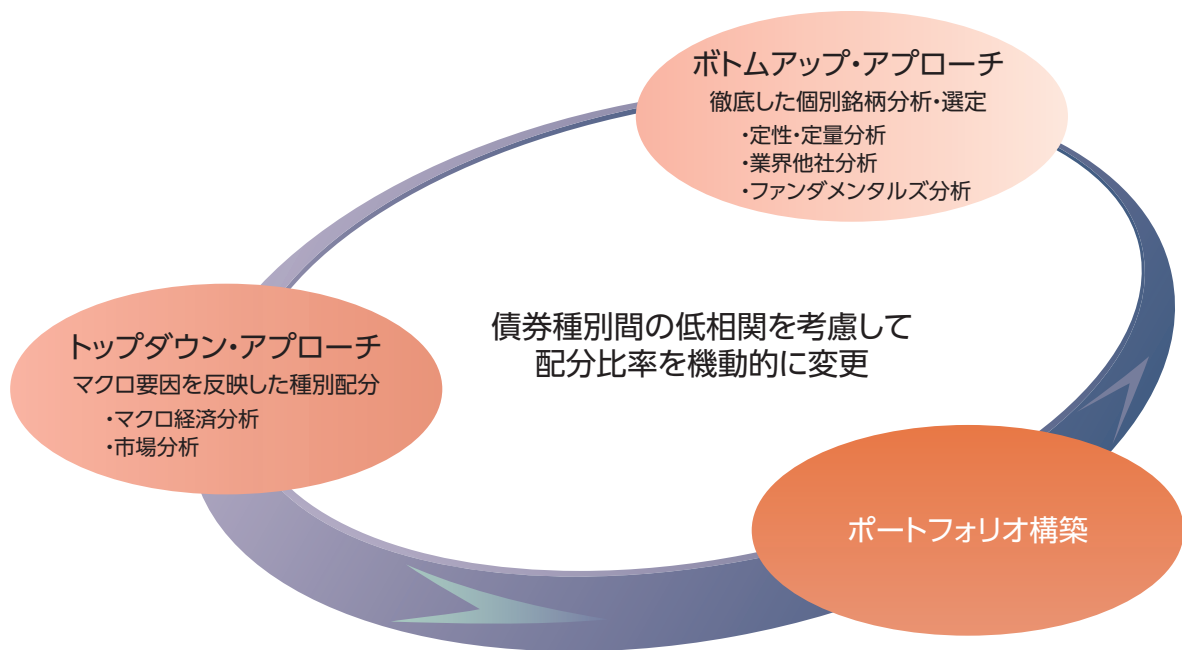 ボトムアップ・アプローチ
徹底した個別銘柄分析・選定
・定性・定量分析
・業界他社分析
・ファンダメンタルズ分析
トップダウン・アプローチ
マクロ要因を反映した種別配分
・マクロ経済分析
・市場分析
債券種別間の低相関を考慮して
配分比率を機動的に変更
ポートフォリオ構築